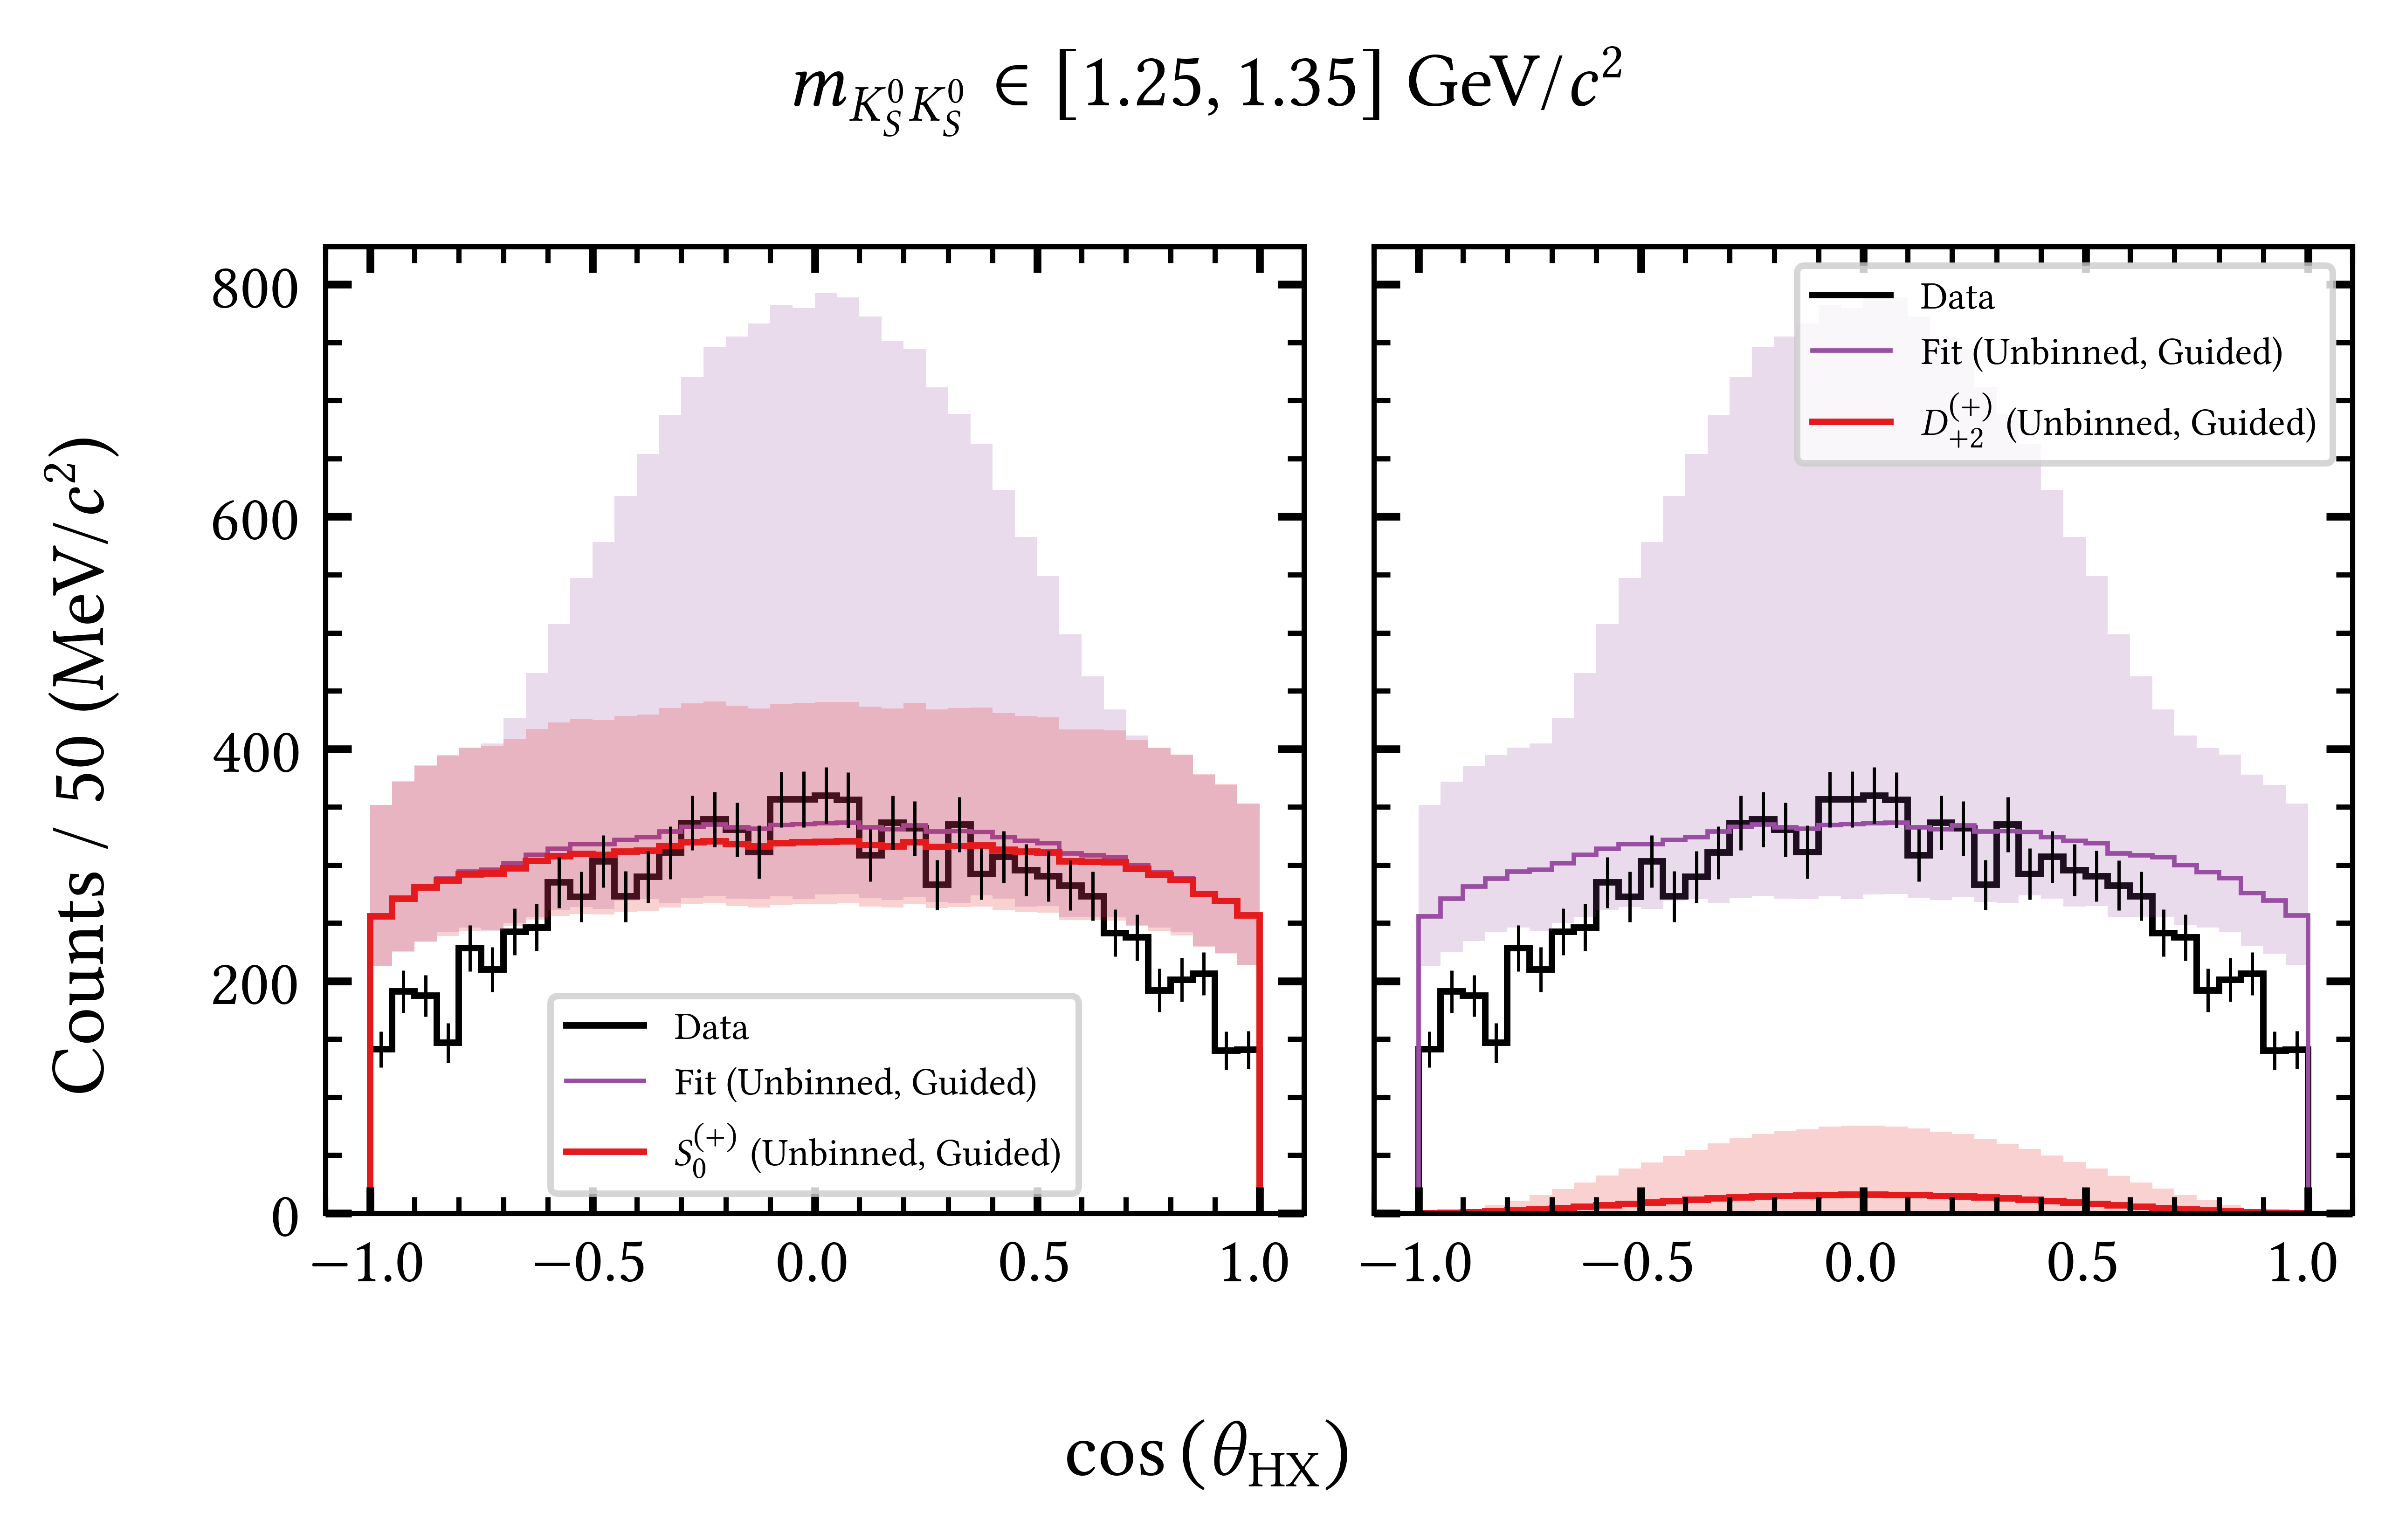 m_{K_S^0 K_S^0} ∈ [1.25, 1.35] GeV/c²
Counts / 50 (MeV/c²)
800
600
400
200
0
Data
Fit (Unbinned, Guided)
S_0^{(+)} (Unbinned, Guided)
−1.0 −0.5 0.0 0.5 1.0
Data
Fit (Unbinned, Guided)
D_{+2}^{(+)} (Unbinned, Guided)
−1.0 −0.5 0.0 0.5 1.0
cos (θ_{HX})